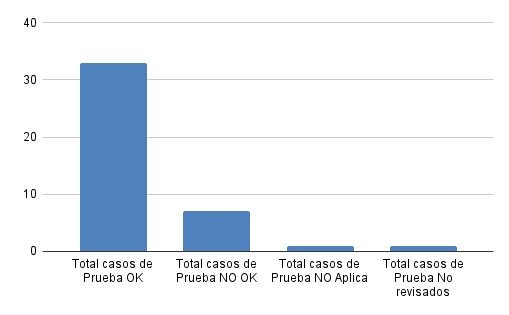 40
30
20
10
0
Total casos de
Prueba OK
Total casos de
Prueba NO OK
Total casos de
Prueba NO Aplica
Total casos de
Prueba No
revisados